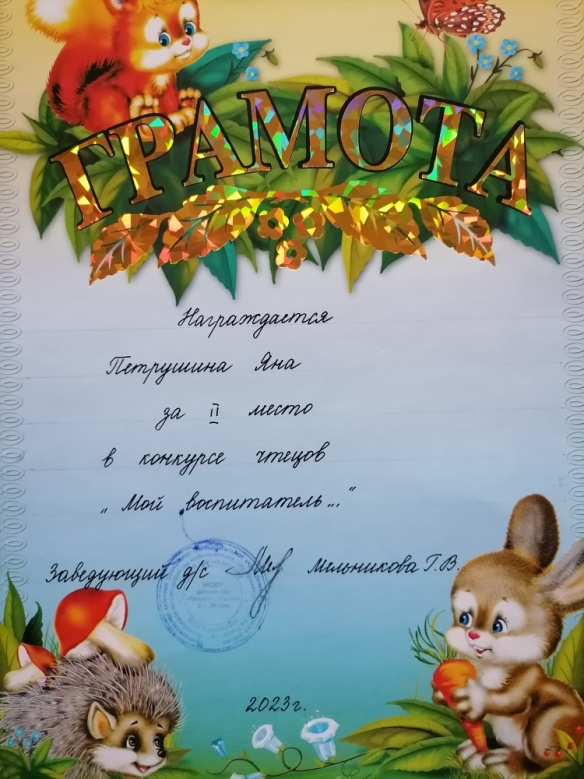 ГРАМОТА
Награждается
Петрушина Яна
за II место
в конкурсе чтецов
„Мой воспитатель..."
Заведующий д/с Мельникова Г.В.
2023г.